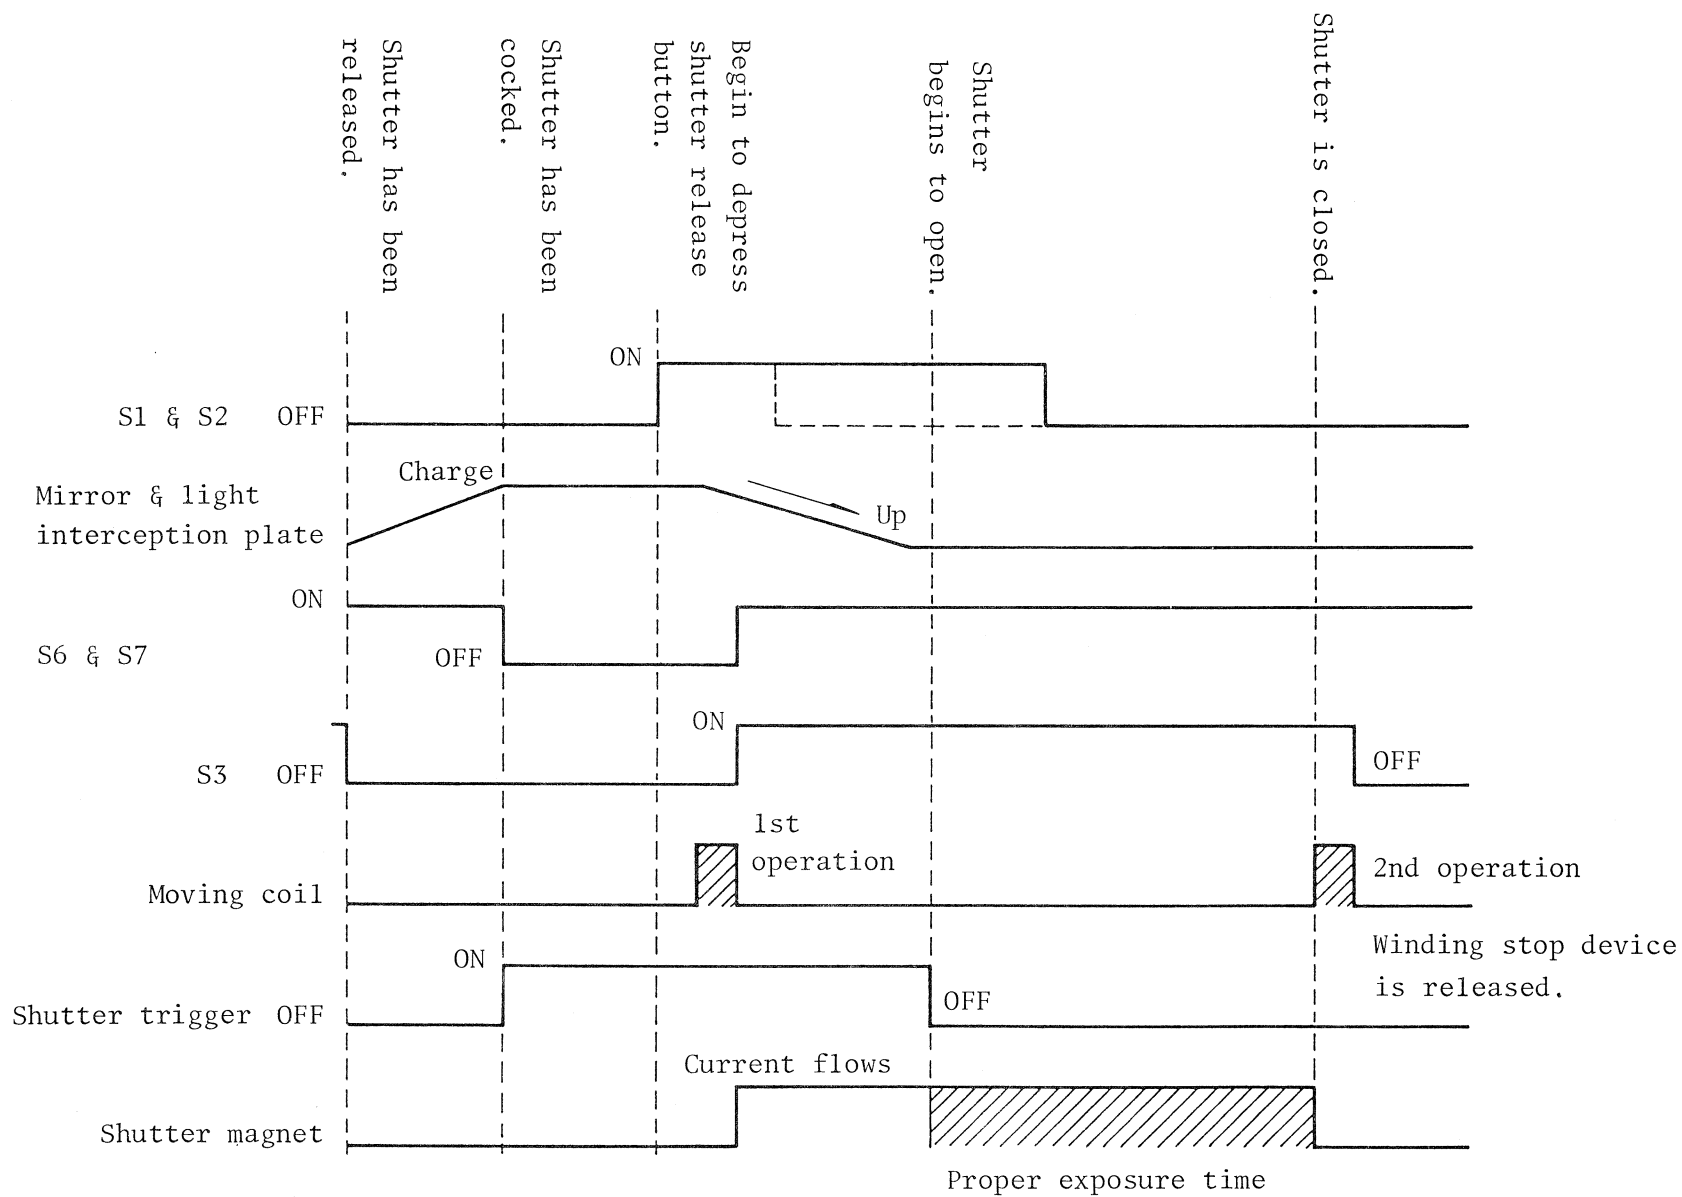 Shutter has been
released.
Shutter has been
cocked.
Begin to depress
shutter release
button.
Shutter
begins to open.
Shutter is closed.
ON
S1 & S2 OFF
Charge
Mirror & light
interception plate
Up
ON
S6 & S7
OFF
ON
S3 OFF
OFF
1st
operation
Moving coil
2nd operation
Winding stop device
is released.
ON
Shutter trigger OFF
OFF
Current flows
Shutter magnet
Proper exposure time